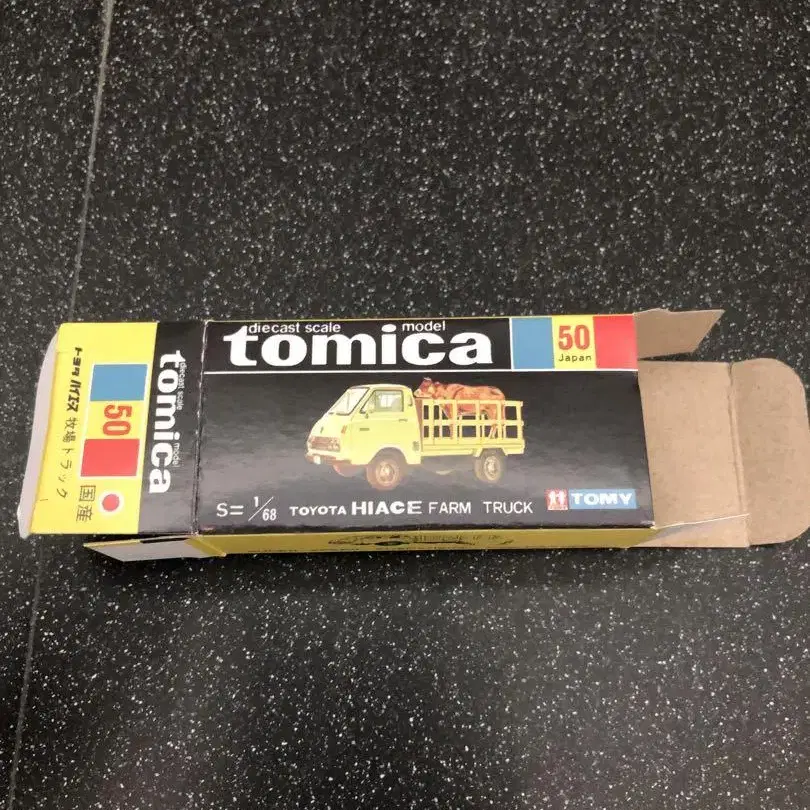 diecast scale model
tomica
50
Japan
S= 1/68 TOYOTA HIACE FARM TRUCK
TOMY
diecast scale model
tomica
50
国産
トヨタ ハイエース 牧場トラック